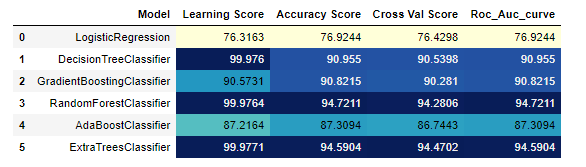 Model Learning Score Accuracy Score Cross Val Score Roc_Auc_curve
0 LogisticRegression 76.3163 76.9244 76.4298 76.9244
1 DecisionTreeClassifier 99.976 90.955 90.5398 90.955
2 GradientBoostingClassifier 90.5731 90.8215 90.281 90.8215
3 RandomForestClassifier 99.9764 94.7211 94.2806 94.7211
4 AdaBoostClassifier 87.2164 87.3094 86.7443 87.3094
5 ExtraTreesClassifier 99.9771 94.5904 94.4702 94.5904